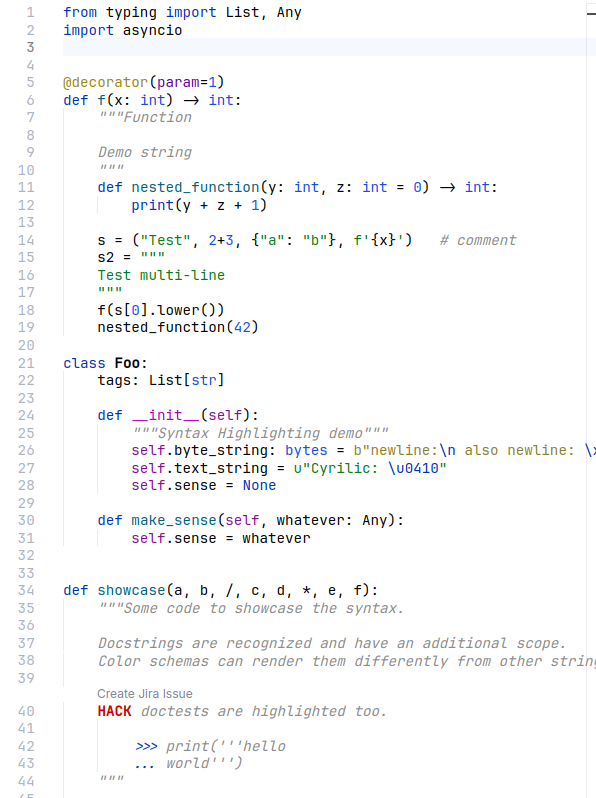 1 from typing import List, Any
2 import asyncio
3
4
5 @decorator(param=1)
6 def f(x: int) -> int:
7     """Function
8
9     Demo string
10     """
11     def nested_function(y: int, z: int = 0) -> int:
12         print(y + z + 1)
13
14     s = ("Test", 2+3, {"a": "b"}, f'{x}')   # comment
15     s2 = """
16     Test multi-line
17     """
18     f(s[0].lower())
19     nested_function(42)
20
21 class Foo:
22     tags: List[str]
23
24     def __init__(self):
25         """Syntax Highlighting demo"""
26         self.byte_string: bytes = b"newline:\n also newline: \x
27         self.text_string = u"Cyrilic: \u0410"
28         self.sense = None
29
30     def make_sense(self, whatever: Any):
31         self.sense = whatever
32
33
34 def showcase(a, b, /, c, d, *, e, f):
35     """Some code to showcase the syntax.
36
37     Docstrings are recognized and have an additional scope.
38     Color schemas can render them differently from other string
39
Create Jira Issue
40     HACK doctests are highlighted too.
41
42         >>> print('''hello
43         ... world''')
44     """